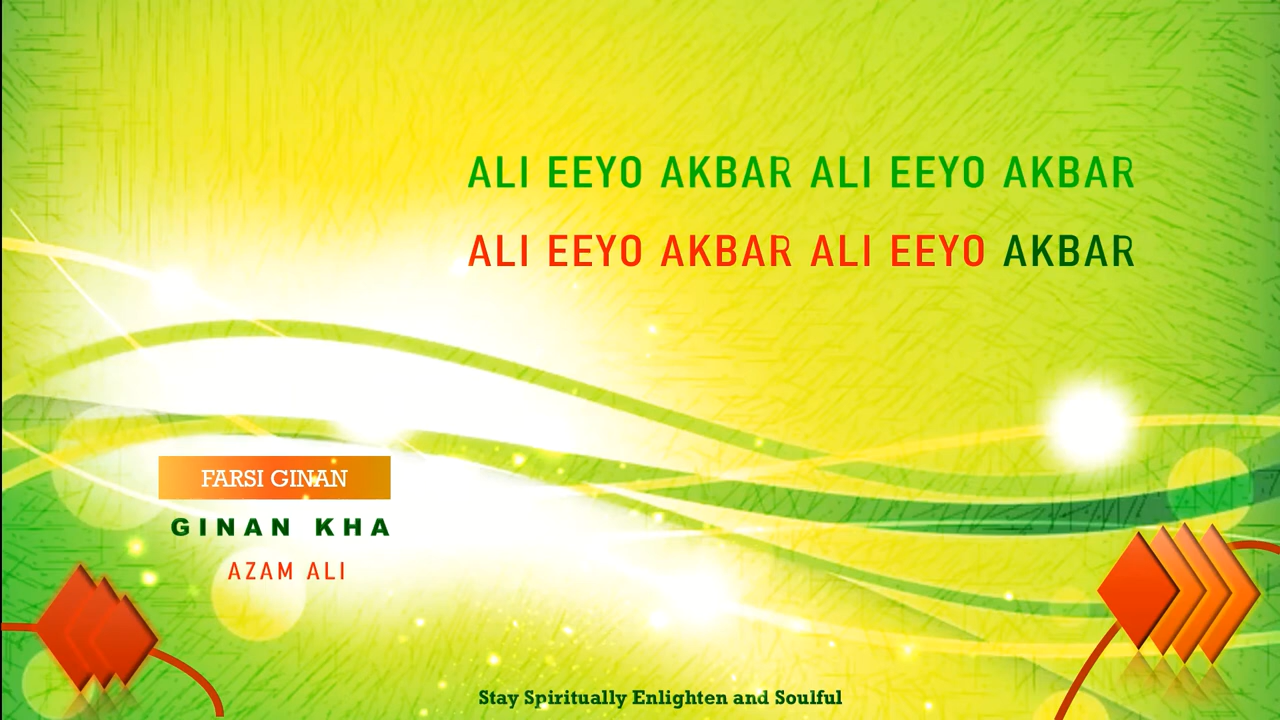 ALI EEYO AKBAR ALI EEYO AKBAR
ALI EEYO AKBAR ALI EEYO AKBAR
FARSI GINAN
GINAN KHA
AZAM ALI
Stay Spiritually Enlighten and Soulful